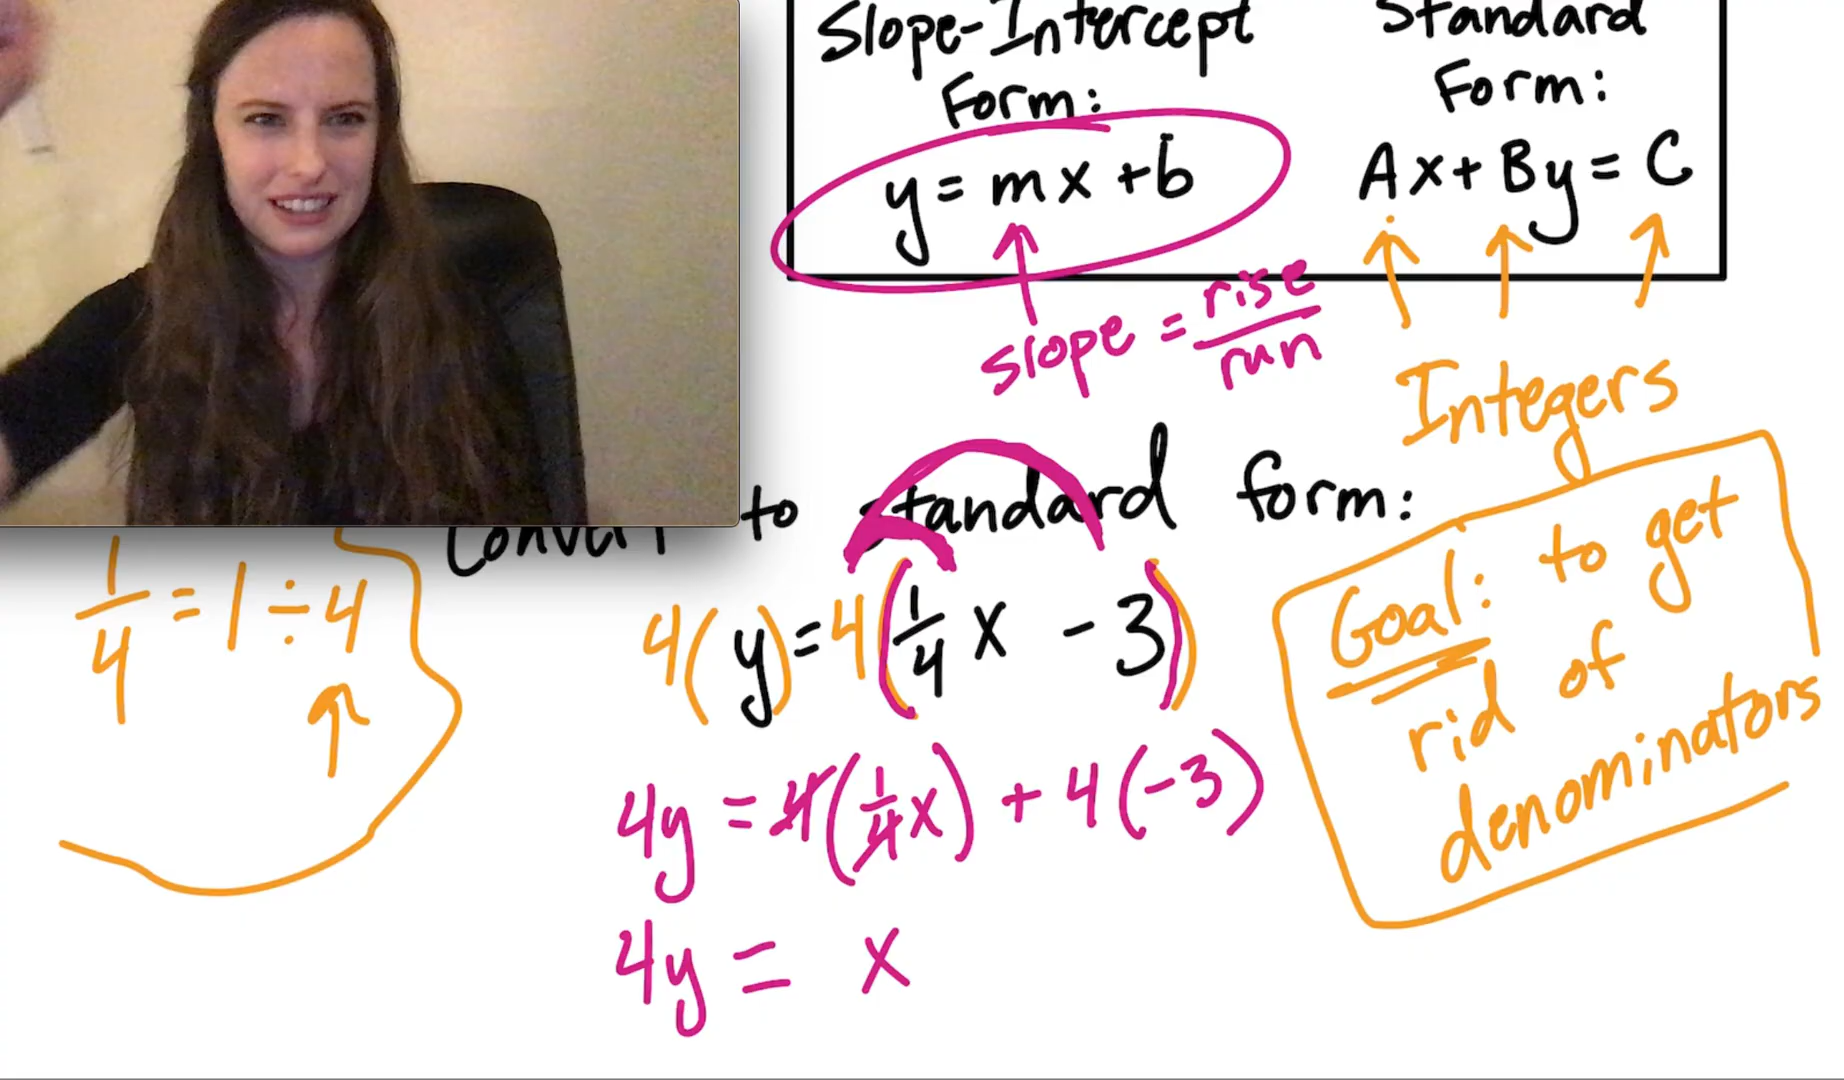 Slope-Intercept
Form:
y = mx + b
Standard
Form:
Ax + By = C
slope = rise/run
Integers
Convert to standard form:
1/4 = 1 ÷ 4
4(y) = 4(1/4 x - 3)
4y = 4(1/4 x) + 4(-3)
4y = x
Goal: to get
rid of
denominators